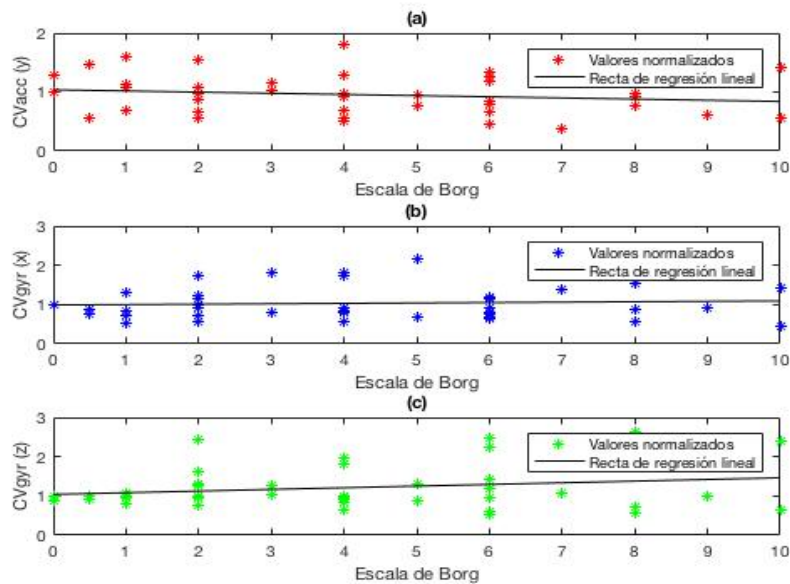 (a)
2
1
0
CVacc (y)
Valores normalizados
Recta de regresión lineal
0 1 2 3 4 5 6 7 8 9 10
Escala de Borg
(b)
3
2
1
0
CVgyr (x)
Valores normalizados
Recta de regresión lineal
0 1 2 3 4 5 6 7 8 9 10
Escala de Borg
(c)
3
2
1
0
CVgyr (z)
Valores normalizados
Recta de regresión lineal
0 1 2 3 4 5 6 7 8 9 10
Escala de Borg